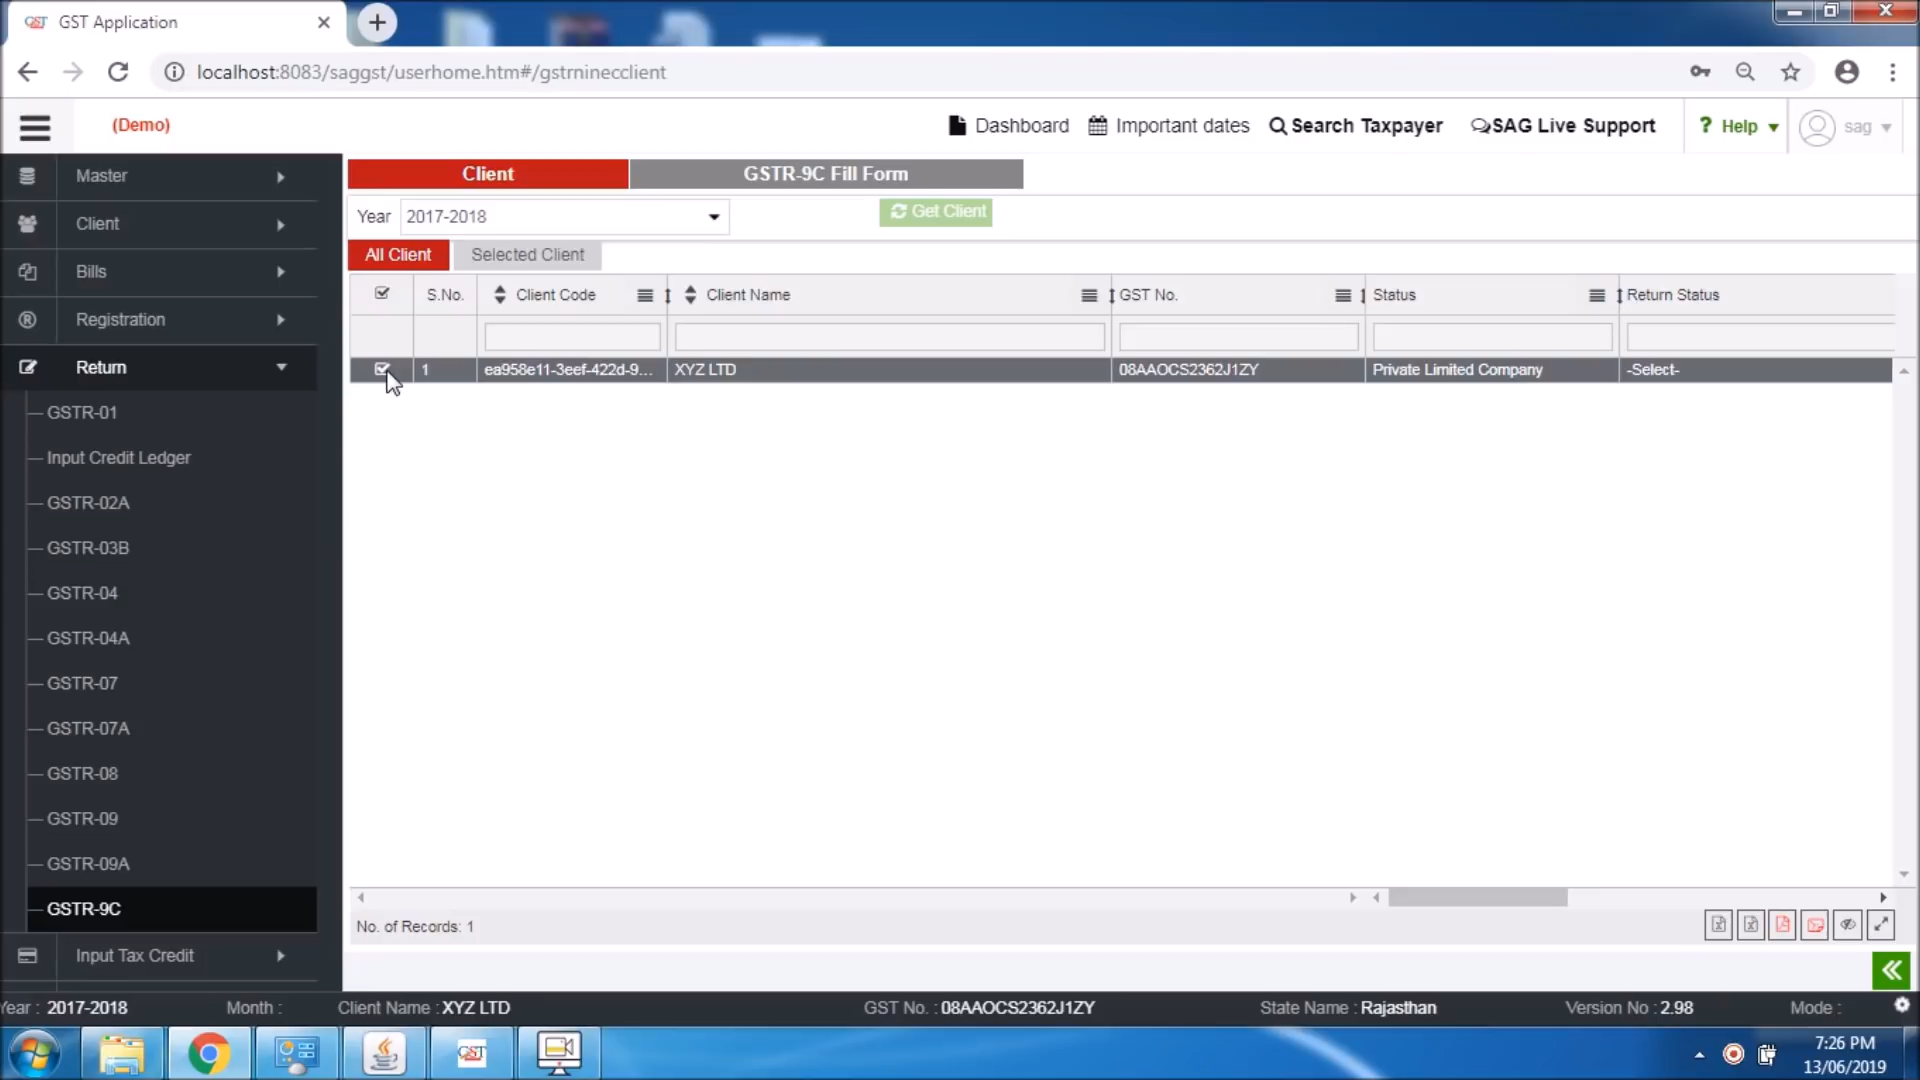 GST GST Application
localhost:8083/saggst/userhome.htm#/gstrninecclient
(Demo)
Dashboard
Important dates
Search Taxpayer
SAG Live Support
? Help
sag
Master
Client
Bills
Registration
Return
GSTR-01
Input Credit Ledger
GSTR-02A
GSTR-03B
GSTR-04
GSTR-04A
GSTR-07
GSTR-07A
GSTR-08
GSTR-09
GSTR-09A
GSTR-9C
Input Tax Credit
Client
GSTR-9C Fill Form
Year 2017-2018
Get Client
All Client
Selected Client
S.No. Client Code Client Name GST No. Status Return Status
1 ea958e11-3eef-422d-9... XYZ LTD 08AAOCS2362J1ZY Private Limited Company -Select-
No. of Records: 1
Year : 2017-2018 Month : Client Name : XYZ LTD GST No. : 08AAOCS2362J1ZY State Name : Rajasthan Version No : 2.98 Mode :
GST
7:26 PM
13/06/2019